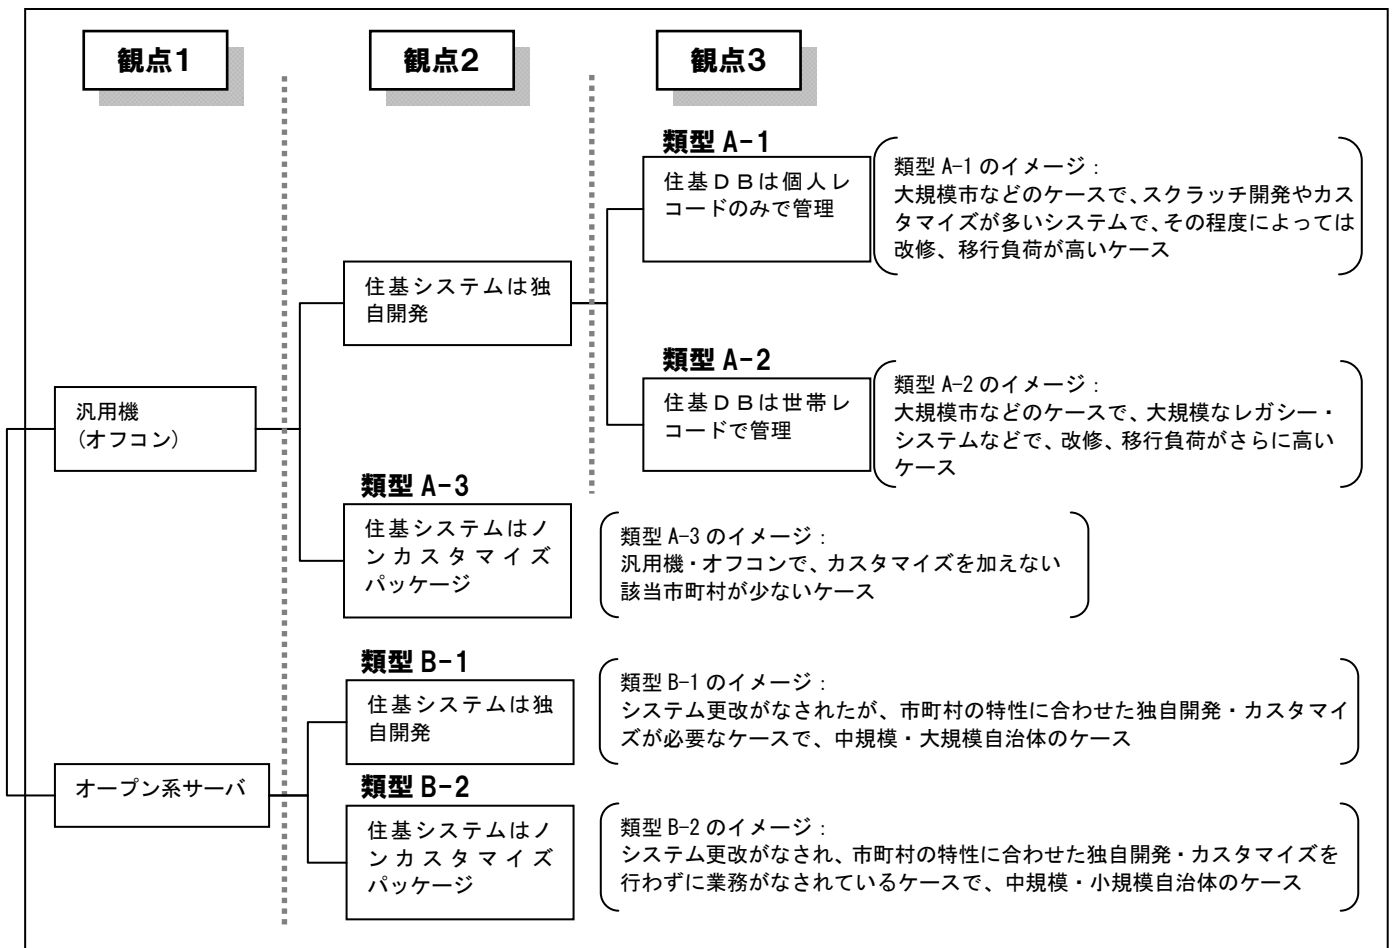 観点1
観点2
観点3
類型 A-1
住基ＤＢは個人レ
コードのみで管理
類型 A-1 のイメージ：
大規模市などのケースで、スクラッチ開発やカス
タマイズが多いシステムで、その程度によっては
改修、移行負荷が高いケース
住基システムは独
自開発
類型 A-2
住基ＤＢは世帯レ
コードで管理
類型 A-2 のイメージ：
大規模市などのケースで、大規模なレガシー・
システムなどで、改修、移行負荷がさらに高い
ケース
汎用機
(オフコン)
類型 A-3
住基システムはノ
ンカスタマイズ
パッケージ
類型 A-3 のイメージ：
汎用機・オフコンで、カスタマイズを加えない
該当市町村が少ないケース
類型 B-1
住基システムは独
自開発
類型 B-1 のイメージ：
システム更改がなされたが、市町村の特性に合わせた独自開発・カスタマイ
ズが必要なケースで、中規模・大規模自治体のケース
オープン系サーバ
類型 B-2
住基システムはノ
ンカスタマイズ
パッケージ
類型 B-2 のイメージ：
システム更改がなされ、市町村の特性に合わせた独自開発・カスタマイズを
行わずに業務がなされているケースで、中規模・小規模自治体のケース